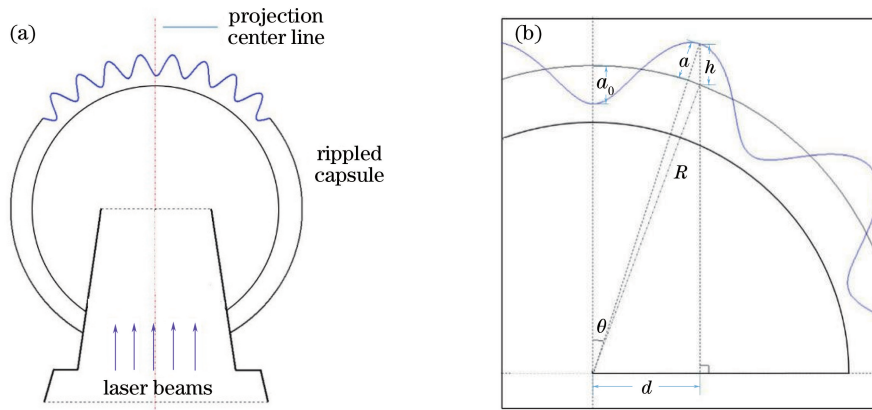 (a)
projection
center line
rippled
capsule
laser beams
(b)
a
h
a₀
R
θ
d